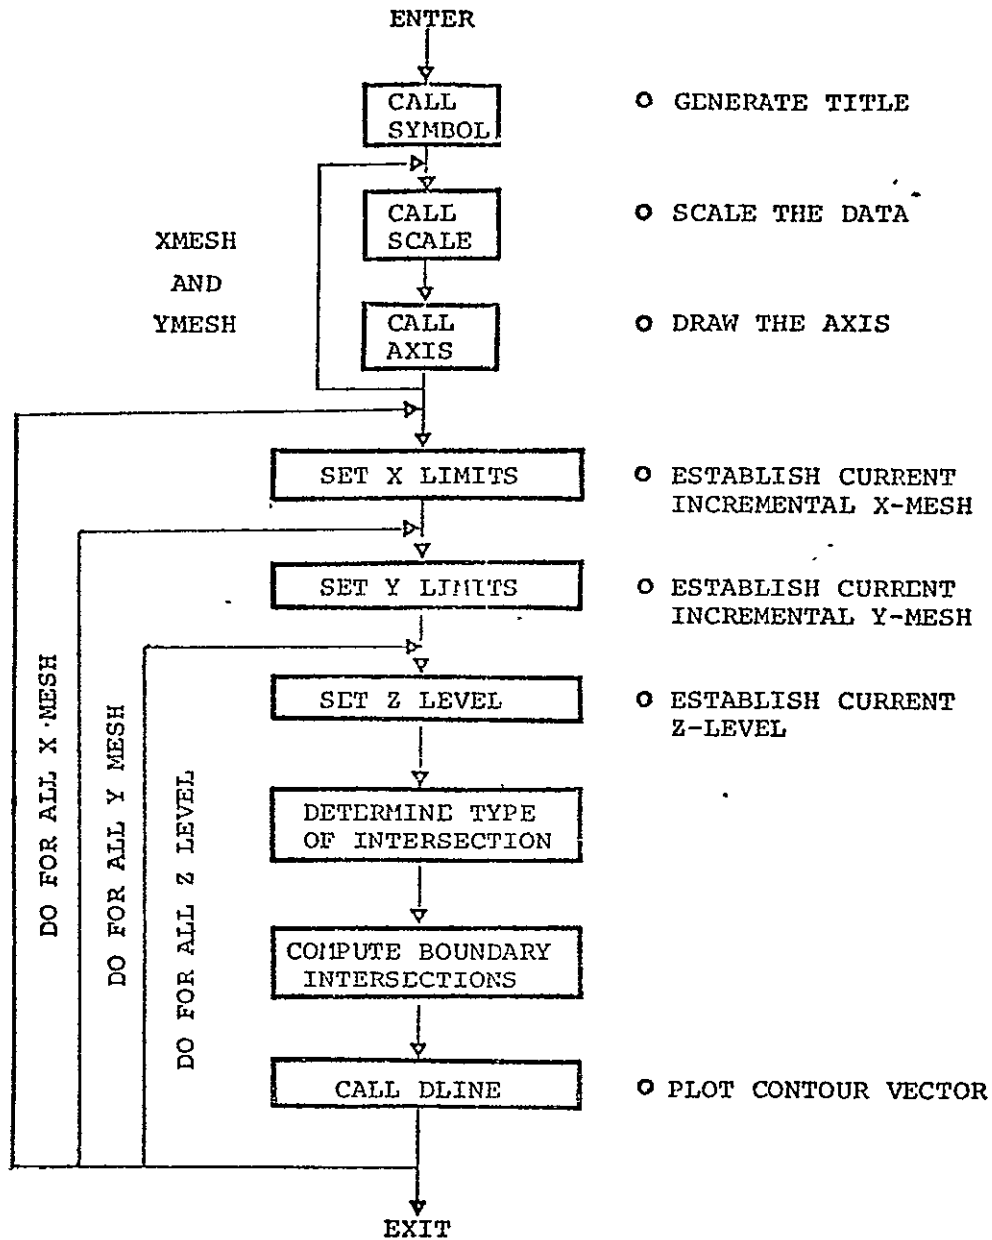 ENTER
CALL
SYMBOL
O GENERATE TITLE
CALL
SCALE
O SCALE THE DATA
XMESH
AND
YMESH
CALL
AXIS
O DRAW THE AXIS
SET X LIMITS
O ESTABLISH CURRENT
INCREMENTAL X-MESH
SET Y LIMITS
O ESTABLISH CURRENT
INCREMENTAL Y-MESH
SET Z LEVEL
O ESTABLISH CURRENT
Z-LEVEL
DO FOR ALL X MESH
DO FOR ALL Y MESH
DO FOR ALL Z LEVEL
DETERMINE TYPE
OF INTERSECTION
COMPUTE BOUNDARY
INTERSECTIONS
CALL DLINE
O PLOT CONTOUR VECTOR
EXIT